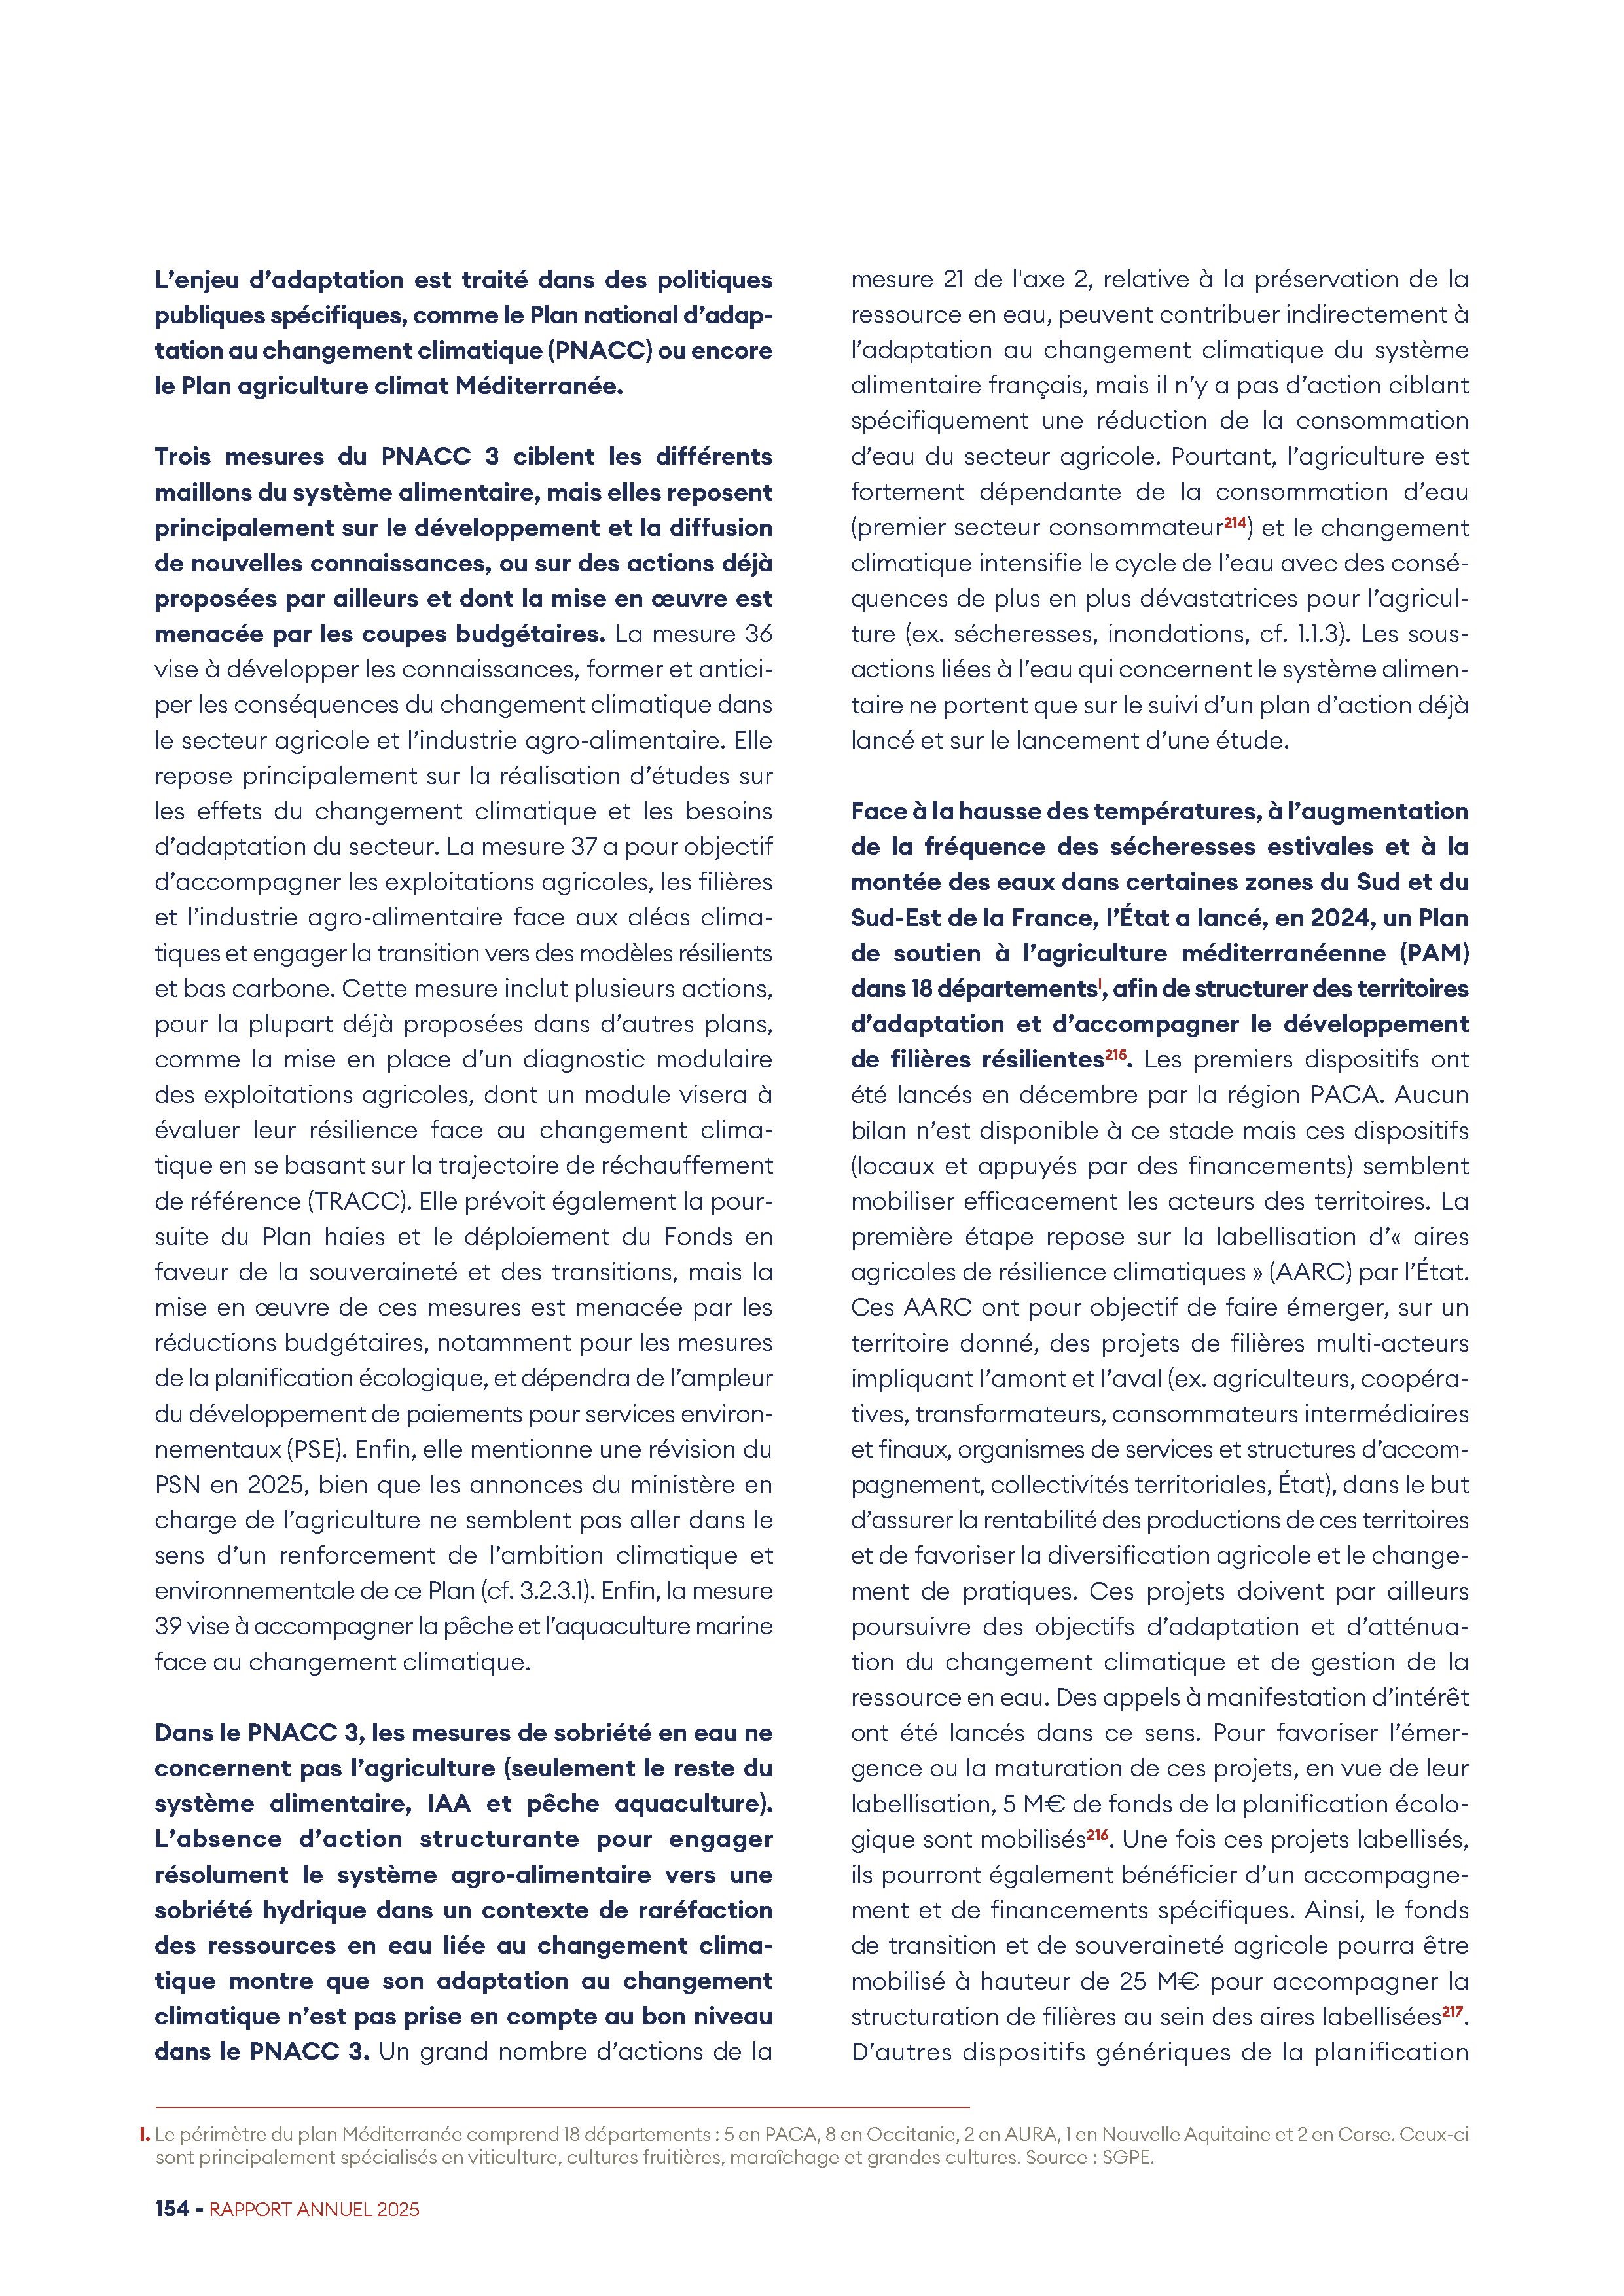 L’enjeu d’adaptation est traité dans des politiques
publiques spécifiques, comme le Plan national d’adap-
tation au changement climatique (PNACC) ou encore
le Plan agriculture climat Méditerranée.
Trois mesures du PNACC 3 ciblent les différents
maillons du système alimentaire, mais elles reposent
principalement sur le développement et la diffusion
de nouvelles connaissances, ou sur des actions déjà
proposées par ailleurs et dont la mise en œuvre est
menacée par les coupes budgétaires. La mesure 36
vise à développer les connaissances, former et antici-
per les conséquences du changement climatique dans
le secteur agricole et l’industrie agro-alimentaire. Elle
repose principalement sur la réalisation d’études sur
les effets du changement climatique et les besoins
d’adaptation du secteur. La mesure 37 a pour objectif
d’accompagner les exploitations agricoles, les filières
et l’industrie agro-alimentaire face aux aléas clima-
tiques et engager la transition vers des modèles résilients
et bas carbone. Cette mesure inclut plusieurs actions,
pour la plupart déjà proposées dans d’autres plans,
comme la mise en place d’un diagnostic modulaire
des exploitations agricoles, dont un module visera à
évaluer leur résilience face au changement clima-
tique en se basant sur la trajectoire de réchauffement
de référence (TRACC). Elle prévoit également la pour-
suite du Plan haies et le déploiement du Fonds en
faveur de la souveraineté et des transitions, mais la
mise en œuvre de ces mesures est menacée par les
réductions budgétaires, notamment pour les mesures
de la planification écologique, et dépendra de l’ampleur
du développement de paiements pour services environ-
nementaux (PSE). Enfin, elle mentionne une révision du
PSN en 2025, bien que les annonces du ministère en
charge de l’agriculture ne semblent pas aller dans le
sens d’un renforcement de l’ambition climatique et
environnementale de ce Plan (cf. 3.2.3.1). Enfin, la mesure
39 vise à accompagner la pêche et l’aquaculture marine
face au changement climatique.
Dans le PNACC 3, les mesures de sobriété en eau ne
concernent pas l’agriculture (seulement le reste du
système alimentaire, IAA et pêche aquaculture).
L’absence d’action structurante pour engager
résolument le système agro-alimentaire vers une
sobriété hydrique dans un contexte de raréfaction
des ressources en eau liée au changement clima-
tique montre que son adaptation au changement
climatique n’est pas prise en compte au bon niveau
dans le PNACC 3. Un grand nombre d’actions de la
mesure 21 de l'axe 2, relative à la préservation de la
ressource en eau, peuvent contribuer indirectement à
l’adaptation au changement climatique du système
alimentaire français, mais il n’y a pas d’action ciblant
spécifiquement une réduction de la consommation
d’eau du secteur agricole. Pourtant, l’agriculture est
fortement dépendante de la consommation d’eau
(premier secteur consommateur214) et le changement
climatique intensifie le cycle de l’eau avec des consé-
quences de plus en plus dévastatrices pour l’agricul-
ture (ex. sécheresses, inondations, cf. 1.1.3). Les sous-
actions liées à l’eau qui concernent le système alimen-
taire ne portent que sur le suivi d’un plan d’action déjà
lancé et sur le lancement d’une étude.
Face à la hausse des températures, à l’augmentation
de la fréquence des sécheresses estivales et à la
montée des eaux dans certaines zones du Sud et du
Sud-Est de la France, l’État a lancé, en 2024, un Plan
de soutien à l’agriculture méditerranéenne (PAM)
dans 18 départementsI, afin de structurer des territoires
d’adaptation et d’accompagner le développement
de filières résilientes215. Les premiers dispositifs ont
été lancés en décembre par la région PACA. Aucun
bilan n’est disponible à ce stade mais ces dispositifs
(locaux et appuyés par des financements) semblent
mobiliser efficacement les acteurs des territoires. La
première étape repose sur la labellisation d’« aires
agricoles de résilience climatiques » (AARC) par l’État.
Ces AARC ont pour objectif de faire émerger, sur un
territoire donné, des projets de filières multi-acteurs
impliquant l’amont et l’aval (ex. agriculteurs, coopéra-
tives, transformateurs, consommateurs intermédiaires
et finaux, organismes de services et structures d’accom-
pagnement, collectivités territoriales, État), dans le but
d’assurer la rentabilité des productions de ces territoires
et de favoriser la diversification agricole et le change-
ment de pratiques. Ces projets doivent par ailleurs
poursuivre des objectifs d’adaptation et d’atténua-
tion du changement climatique et de gestion de la
ressource en eau. Des appels à manifestation d’intérêt
ont été lancés dans ce sens. Pour favoriser l’émer-
gence ou la maturation de ces projets, en vue de leur
labellisation, 5 M€ de fonds de la planification écolo-
gique sont mobilisés216. Une fois ces projets labellisés,
ils pourront également bénéficier d’un accompagne-
ment et de financements spécifiques. Ainsi, le fonds
de transition et de souveraineté agricole pourra être
mobilisé à hauteur de 25 M€ pour accompagner la
structuration de filières au sein des aires labellisées217.
D’autres dispositifs génériques de la planification
I. Le périmètre du plan Méditerranée comprend 18 départements : 5 en PACA, 8 en Occitanie, 2 en AURA, 1 en Nouvelle Aquitaine et 2 en Corse. Ceux-ci
sont principalement spécialisés en viticulture, cultures fruitières, maraîchage et grandes cultures. Source : SGPE.
154 - RAPPORT ANNUEL 2025